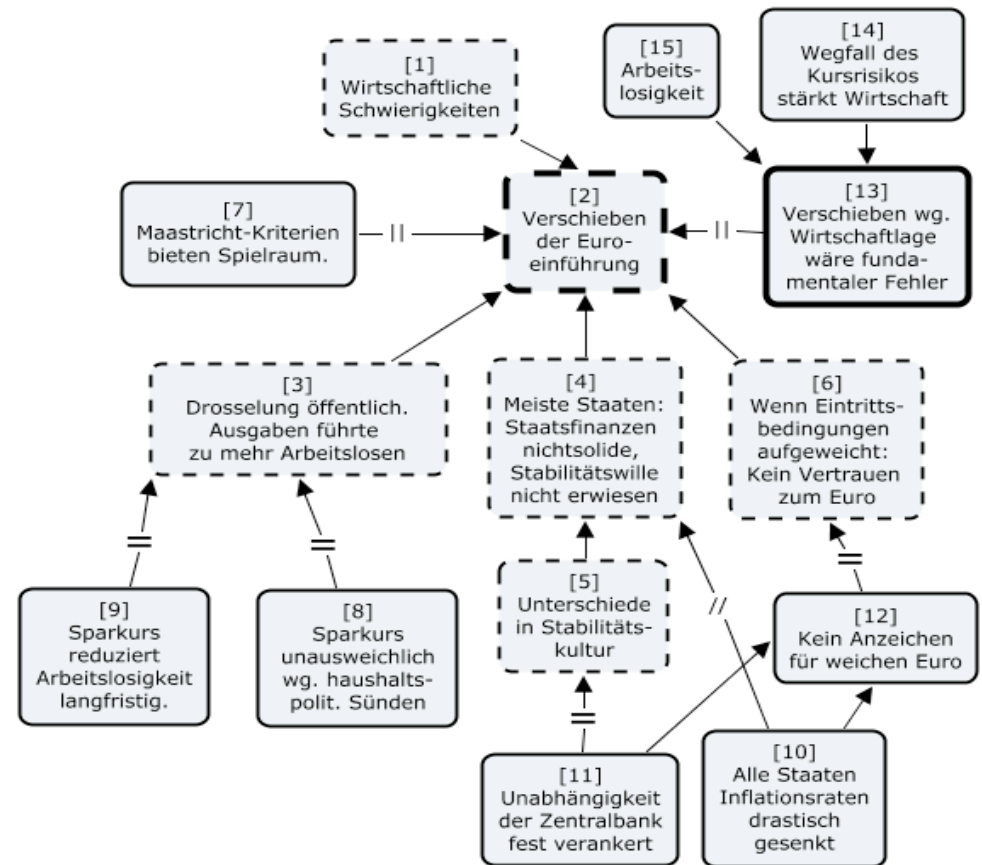 [1]
Wirtschaftliche
Schwierigkeiten
[15]
Arbeits-
losigkeit
[14]
Wegfall des
Kursrisikos
stärkt Wirtschaft
[7]
Maastricht-Kriterien
bieten Spielraum.
[2]
Verschieben
der Euro-
einführung
[13]
Verschieben wg.
Wirtschaftlage
wäre funda-
mentaler Fehler
[3]
Drosselung öffentlich.
Ausgaben führte
zu mehr Arbeitslosen
[4]
Meiste Staaten:
Staatsfinanzen
nichtsolide,
Stabilitätswille
nicht erwiesen
[6]
Wenn Eintritts-
bedingungen
aufgeweicht:
Kein Vertrauen
zum Euro
[9]
Sparkurs
reduziert
Arbeitslosigkeit
langfristig.
[8]
Sparkurs
unausweichlich
wg. haushalts-
polit. Sünden
[5]
Unterschiede
in Stabilitäts-
kultur
[12]
Kein Anzeichen
für weichen Euro
[11]
Unabhängigkeit
der Zentralbank
fest verankert
[10]
Alle Staaten
Inflationsraten
drastisch
gesenkt